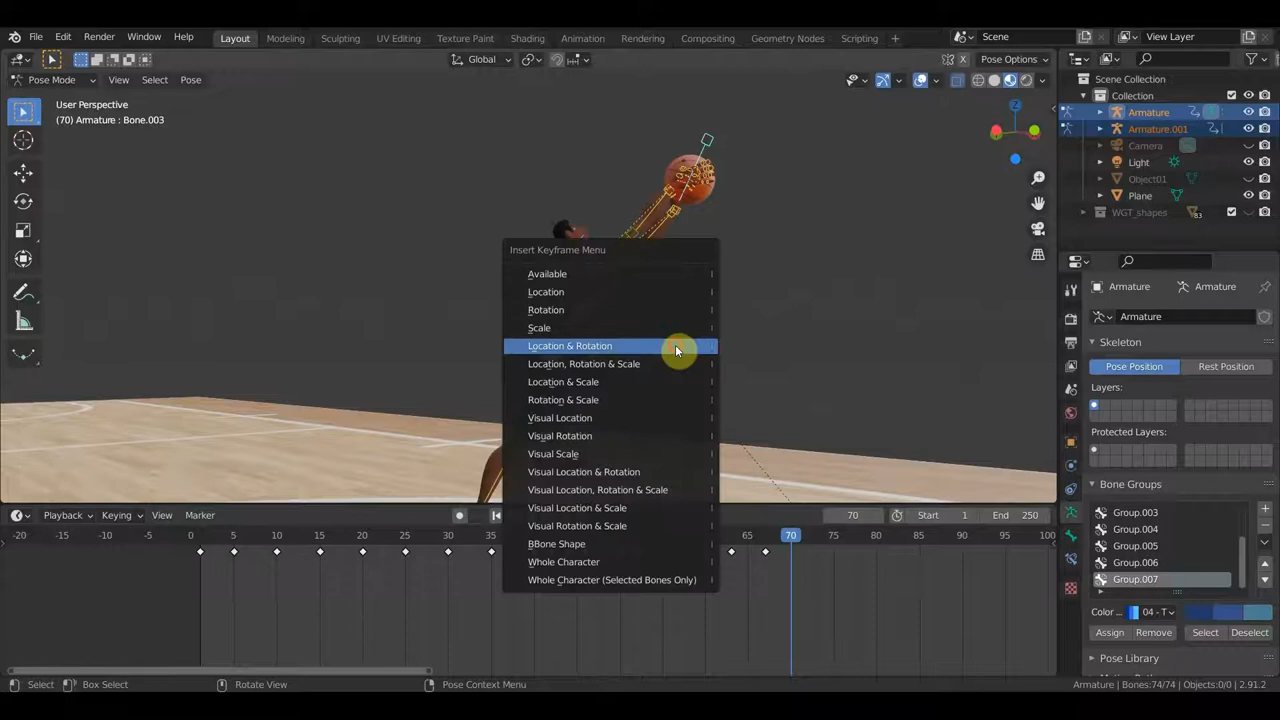 File Edit Render Window Help Layout Modeling Sculpting UV Editing Texture Paint Shading Animation Rendering Compositing Geometry Nodes Scripting + Scene View Layer
Global X Pose Options
Pose Mode View Select Pose
User Perspective
(70) Armature : Bone.003
Z
Scene Collection
Collection
Armature
Armature.001
Camera
Light
Object01
Plane
WGT_shapes 83
Armature Armature
Armature
Skeleton
Pose Position Rest Position
Layers:
Protected Layers:
Bone Groups
Group.003
Group.004
Group.005
Group.006
Group.007
Color ... 04 - T
Assign Remove Select Deselect
Pose Library
Insert Keyframe Menu
Available I
Location I
Rotation I
Scale I
Location & Rotation I
Location, Rotation & Scale I
Location & Scale I
Rotation & Scale I
Visual Location I
Visual Rotation I
Visual Scale I
Visual Location & Rotation I
Visual Location, Rotation & Scale I
Visual Location & Scale I
Visual Rotation & Scale I
BBone Shape I
Whole Character I
Whole Character (Selected Bones Only) I
Playback Keying View Marker 70 Start 1 End 250
-20 -15 -10 -5 0 5 10 15 20 25 30 35 65 70 75 80 85 90 95 100
Select Box Select Rotate View Pose Context Menu Armature | Bones:74/74 | Objects:0/0 | 2.91.2